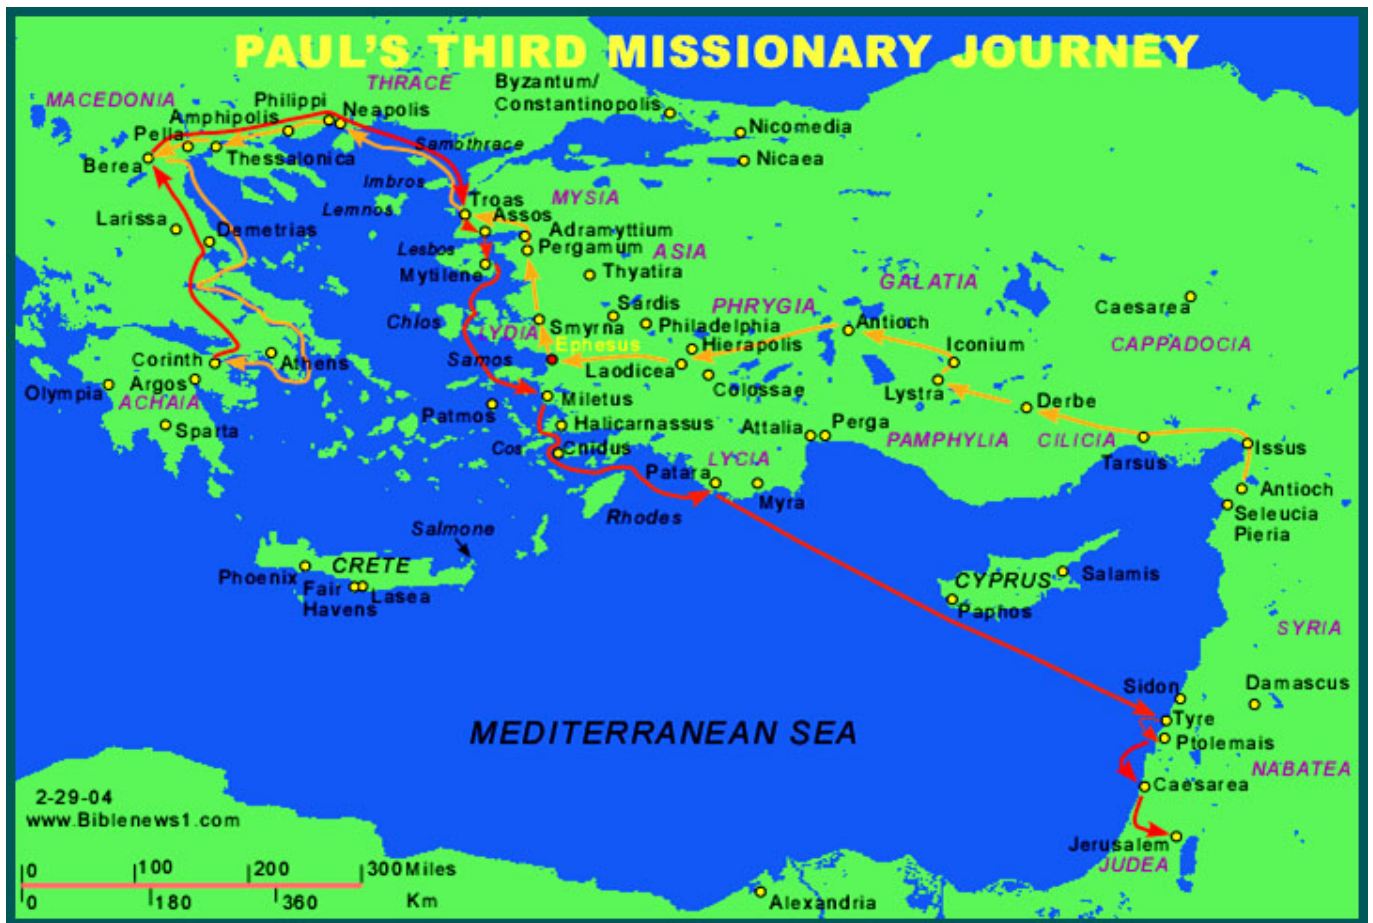 PAUL'S THIRD MISSIONARY JOURNEY
THRACE
Byzantum/
Constantinopolis
MACEDONIA
Philippi
Neapolis
Amphipolis
Pella
Thessalonica
Berea
Samothrace
Nicomedia
Nicaea
Imbros
Lemnos
Troas
MYSIA
Assos
Larissa
Demetrias
Adramyttium
Lesbos
Pergamum
ASIA
Mytilene
Thyatira
GALATIA
Sardis
PHRYGIA
Caesarea
Chios
LYDIA
Smyrna
Philadelphia
Antioch
Ephesus
Hierapolis
Iconium
CAPPADOCIA
Corinth
Athens
Samos
Laodicea
Olympia
Argos
Colossae
Lystra
ACHAIA
Patmos
Miletus
Derbe
Sparta
Halicarnassus
Attalia
Perga
PAMPHYLIA
CILICIA
Cos
Cnidus
LYCIA
Tarsus
Issus
Patara
Myra
Antioch
Rhodes
Seleucia
Pieria
Salmone
CRETE
Phoenix
Fair
Havens
Lasea
CYPRUS
Salamis
Paphos
SYRIA
Sidon
Damascus
Tyre
MEDITERRANEAN SEA
Ptolemais
NABATEA
Caesarea
2-29-04
www.Biblenews1.com
Jerusalem
JUDEA
0 100 200 300 Miles
0 180 360 Km
Alexandria